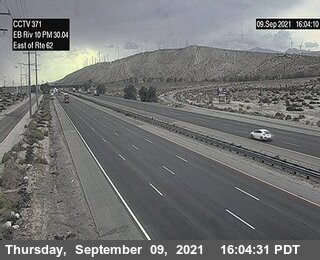 CCTV 371
EB Riv 10 PM 30.04
East of Rte 62
09.Sep 2021 16:04:10
Thursday, September 09, 2021 16:04:31 PDT